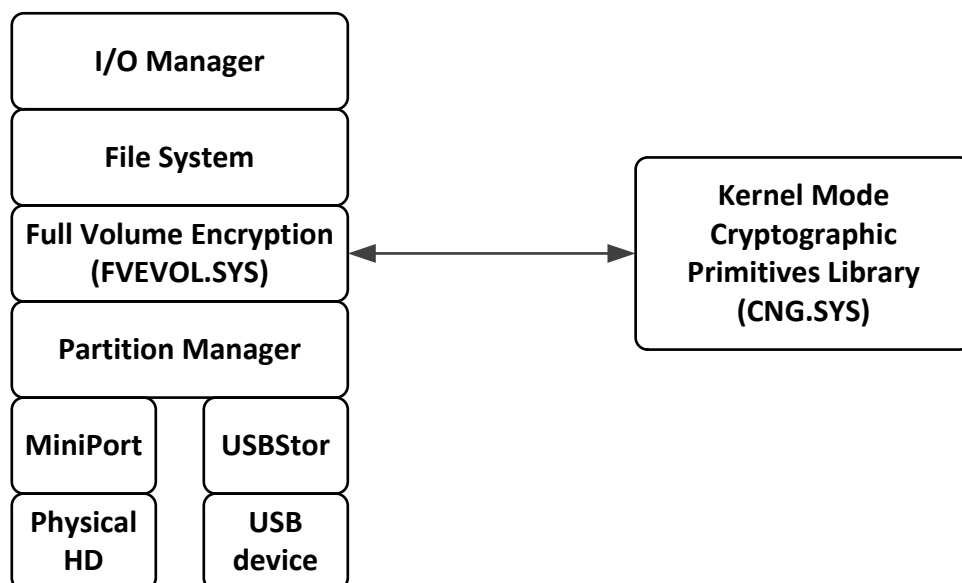 I/O Manager
File System
Full Volume Encryption
(FVEVOL.SYS)
Partition Manager
MiniPort
USBStor
Physical
HD
USB
device
Kernel Mode
Cryptographic
Primitives Library
(CNG.SYS)